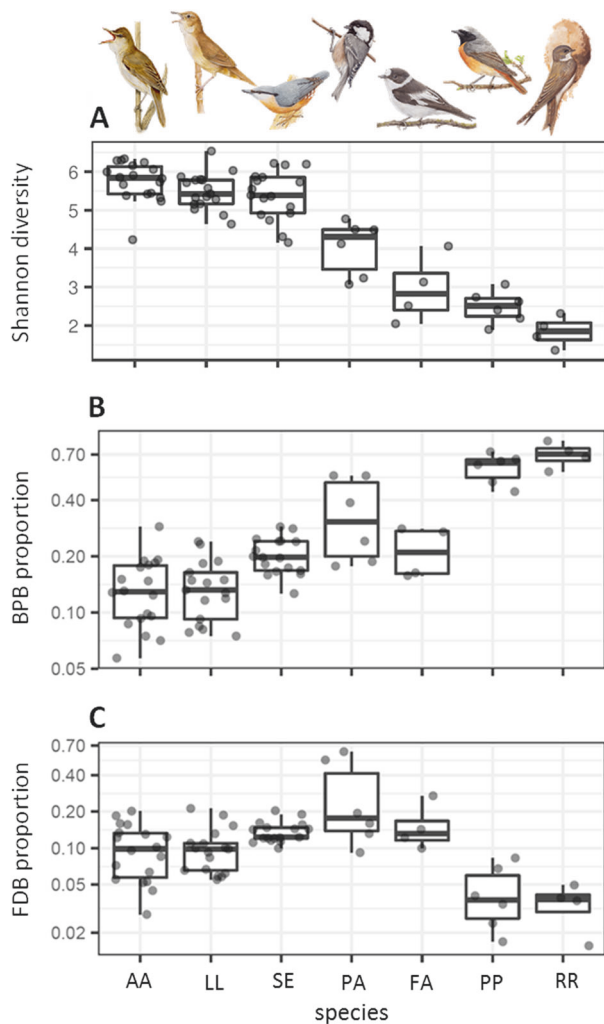 A
Shannon diversity
6
5
4
3
2
B
BPB proportion
0.70
0.40
0.20
0.10
0.05
C
FDB proportion
0.70
0.40
0.20
0.10
0.05
0.02
AA LL SE PA FA PP RR
species